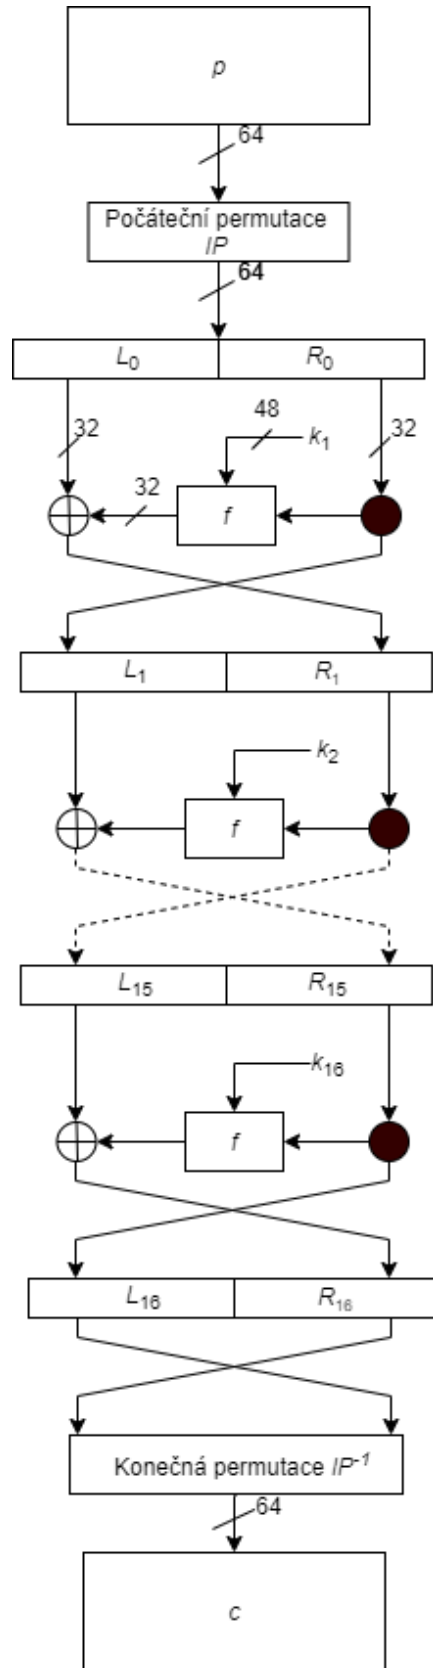 p
64
Počáteční permutace
IP
64
L₀ R₀
48
32 k₁ 32
32
f
L₁ R₁
k₂
f
L₁₅ R₁₅
k₁₆
f
L₁₆ R₁₆
Konečná permutace IP⁻¹
64
c